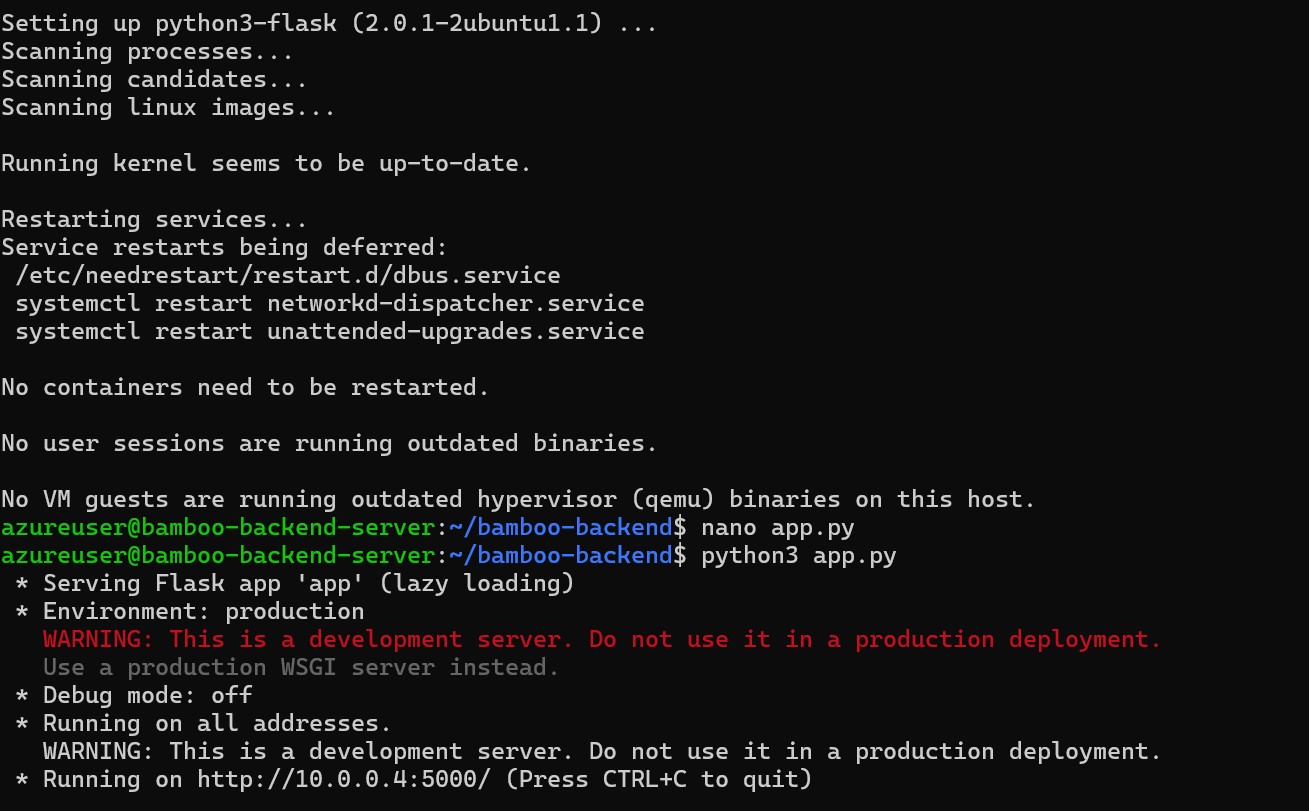 Setting up python3-flask (2.0.1-2ubuntu1.1) ...
Scanning processes...
Scanning candidates...
Scanning linux images...
Running kernel seems to be up-to-date.
Restarting services...
Service restarts being deferred:
/etc/needrestart/restart.d/dbus.service
systemctl restart networkd-dispatcher.service
systemctl restart unattended-upgrades.service
No containers need to be restarted.
No user sessions are running outdated binaries.
No VM guests are running outdated hypervisor (qemu) binaries on this host.
azureuser@bamboo-backend-server:~/bamboo-backend$ nano app.py
azureuser@bamboo-backend-server:~/bamboo-backend$ python3 app.py
* Serving Flask app 'app' (lazy loading)
* Environment: production
WARNING: This is a development server. Do not use it in a production deployment.
Use a production WSGI server instead.
* Debug mode: off
* Running on all addresses.
WARNING: This is a development server. Do not use it in a production deployment.
* Running on http://10.0.0.4:5000/ (Press CTRL+C to quit)